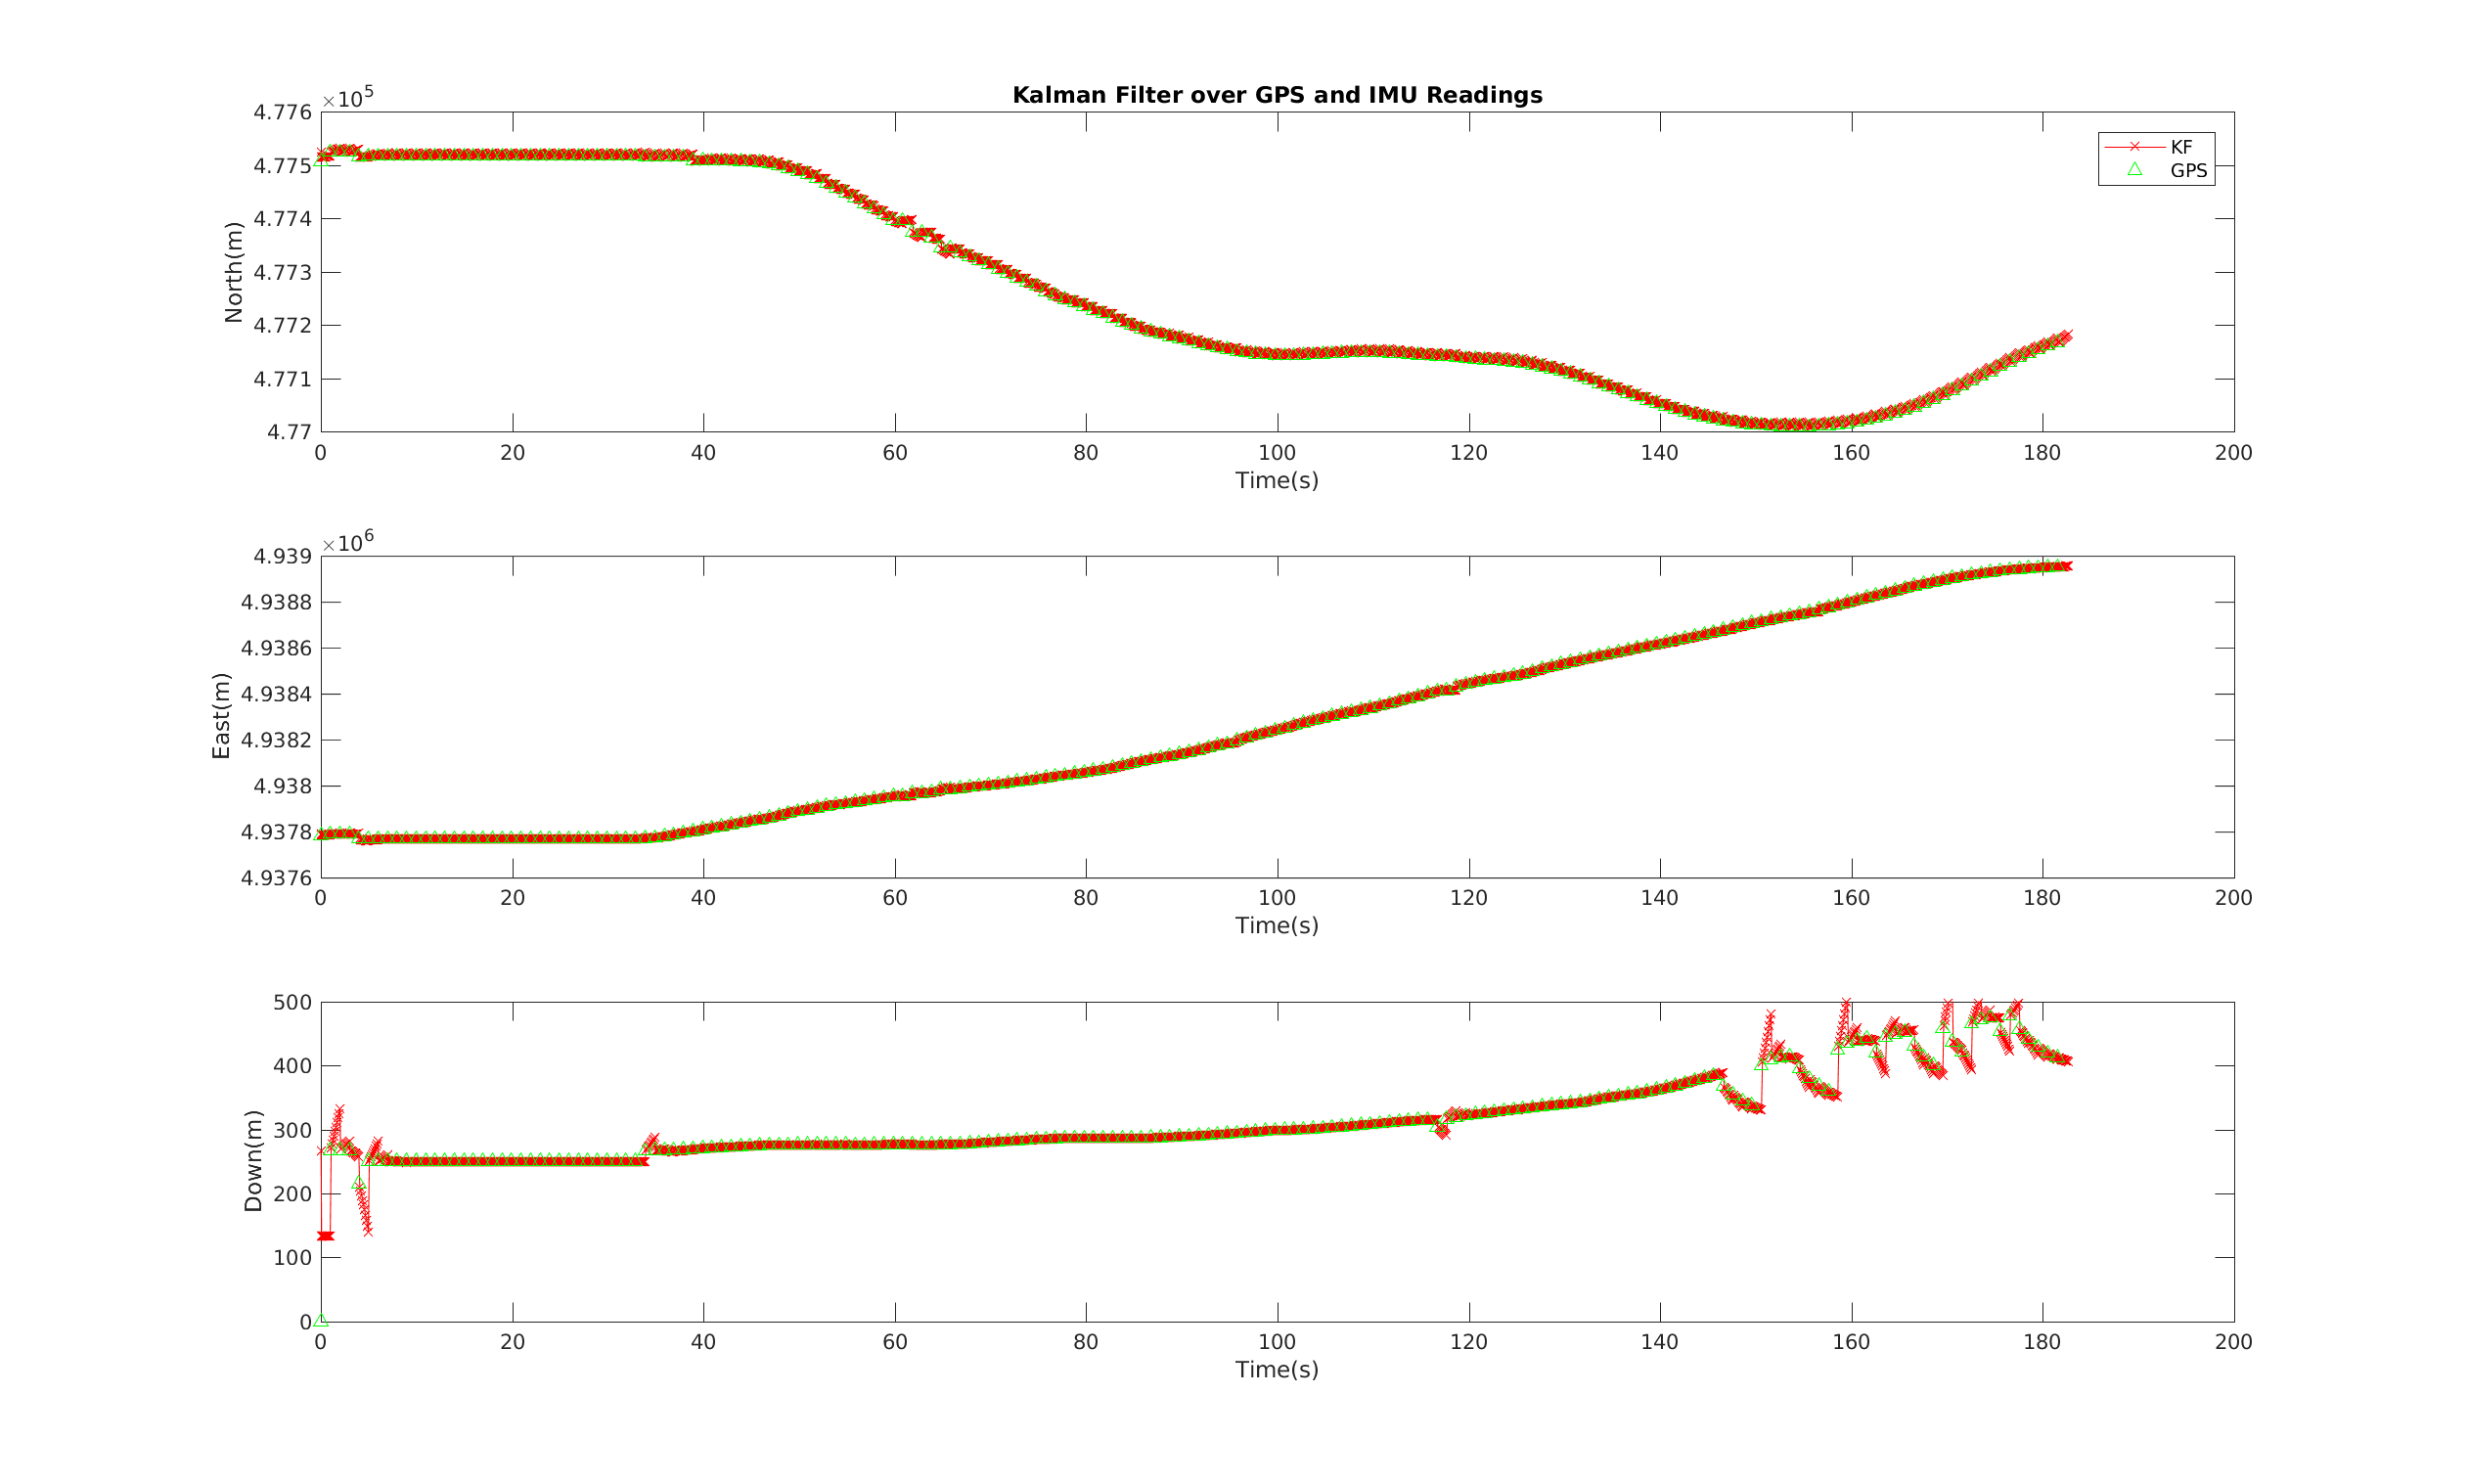 Kalman Filter over GPS and IMU Readings
×10^5
4.776
4.775
4.774
4.773
4.772
4.771
4.77
North(m)
KF
GPS
0 20 40 60 80 100 120 140 160 180 200
Time(s)
×10^6
4.939
4.9388
4.9386
4.9384
4.9382
4.938
4.9378
4.9376
East(m)
0 20 40 60 80 100 120 140 160 180 200
Time(s)
500
400
300
200
100
0
Down(m)
0 20 40 60 80 100 120 140 160 180 200
Time(s)